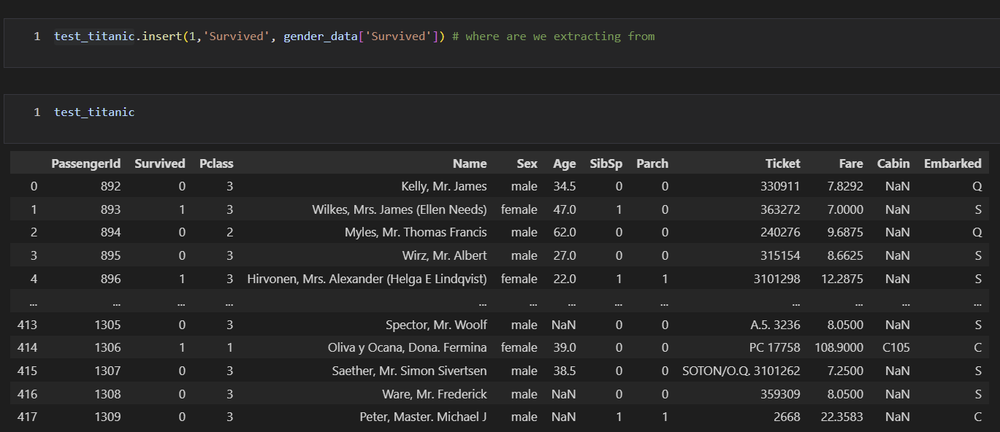 1 test_titanic.insert(1,'Survived', gender_data['Survived']) # where are we extracting from
1 test_titanic
PassengerId Survived Pclass Name Sex Age SibSp Parch Ticket Fare Cabin Embarked
0 892 0 3 Kelly, Mr. James male 34.5 0 0 330911 7.8292 NaN Q
1 893 1 3 Wilkes, Mrs. James (Ellen Needs) female 47.0 1 0 363272 7.0000 NaN S
2 894 0 2 Myles, Mr. Thomas Francis male 62.0 0 0 240276 9.6875 NaN Q
3 895 0 3 Wirz, Mr. Albert male 27.0 0 0 315154 8.6625 NaN S
4 896 1 3 Hirvonen, Mrs. Alexander (Helga E Lindqvist) female 22.0 1 1 3101298 12.2875 NaN S
... ... ... ... ... ... ... ... ... ... ... ... ...
413 1305 0 3 Spector, Mr. Woolf male NaN 0 0 A.5. 3236 8.0500 NaN S
414 1306 1 1 Oliva y Ocana, Dona. Fermina female 39.0 0 0 PC 17758 108.9000 C105 C
415 1307 0 3 Saether, Mr. Simon Sivertsen male 38.5 0 0 SOTON/O.Q. 3101262 7.2500 NaN S
416 1308 0 3 Ware, Mr. Frederick male NaN 0 0 359309 8.0500 NaN S
417 1309 0 3 Peter, Master. Michael J male NaN 1 1 2668 22.3583 NaN C